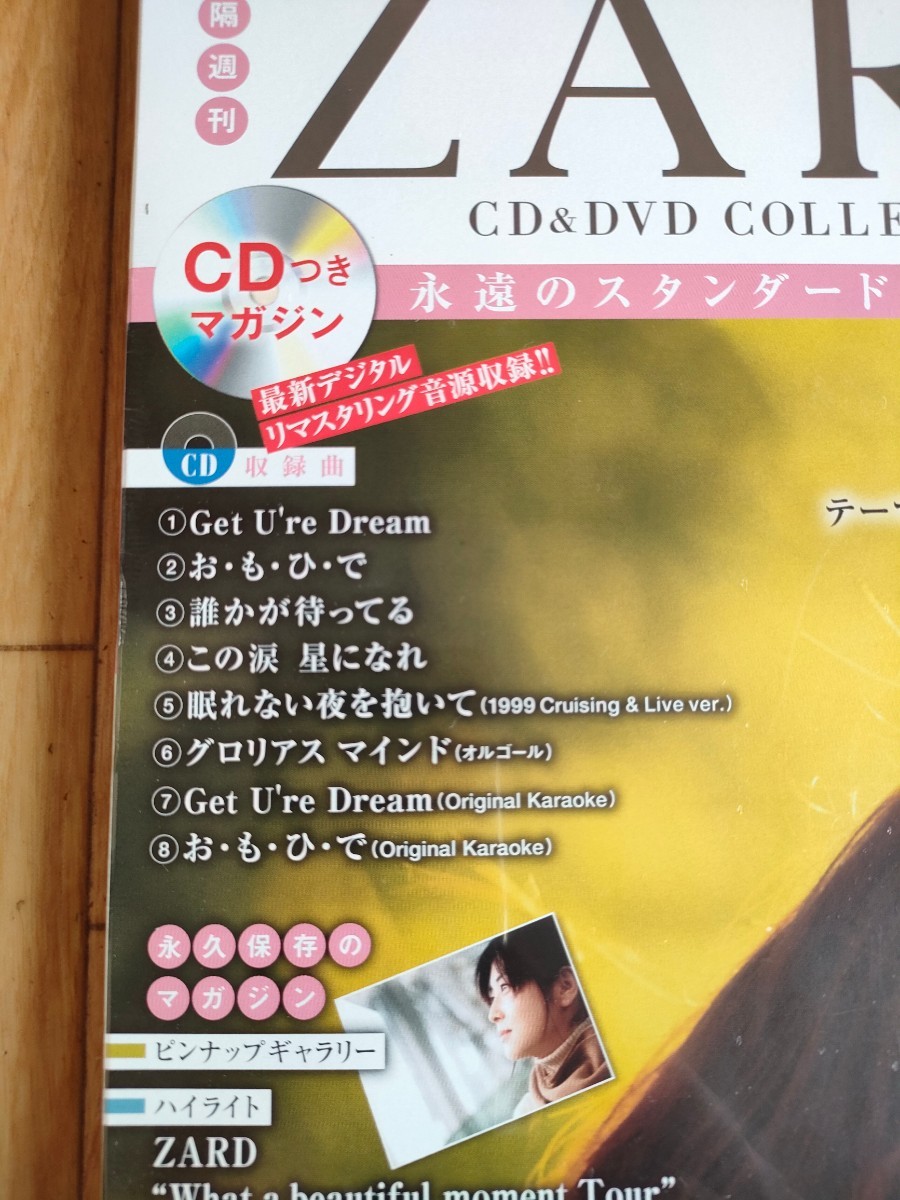 隔週刊
ZAR
CD&DVD COLLE
CDつき
マガジン
永遠のスタンダード
最新デジタル
リマスタリング音源収録!!
CD 収録曲
①Get U're Dream
②お・も・ひ・で
③誰かが待ってる
④この涙 星になれ
⑤眠れない夜を抱いて(1999 Cruising & Live ver.)
⑥グロリアス マインド(オルゴール)
⑦Get U're Dream(Original Karaoke)
⑧お・も・ひ・で(Original Karaoke)
テー
永久保存の
マガジン
ピンナップギャラリー
ハイライト
ZARD
“What a beautiful moment Tour”